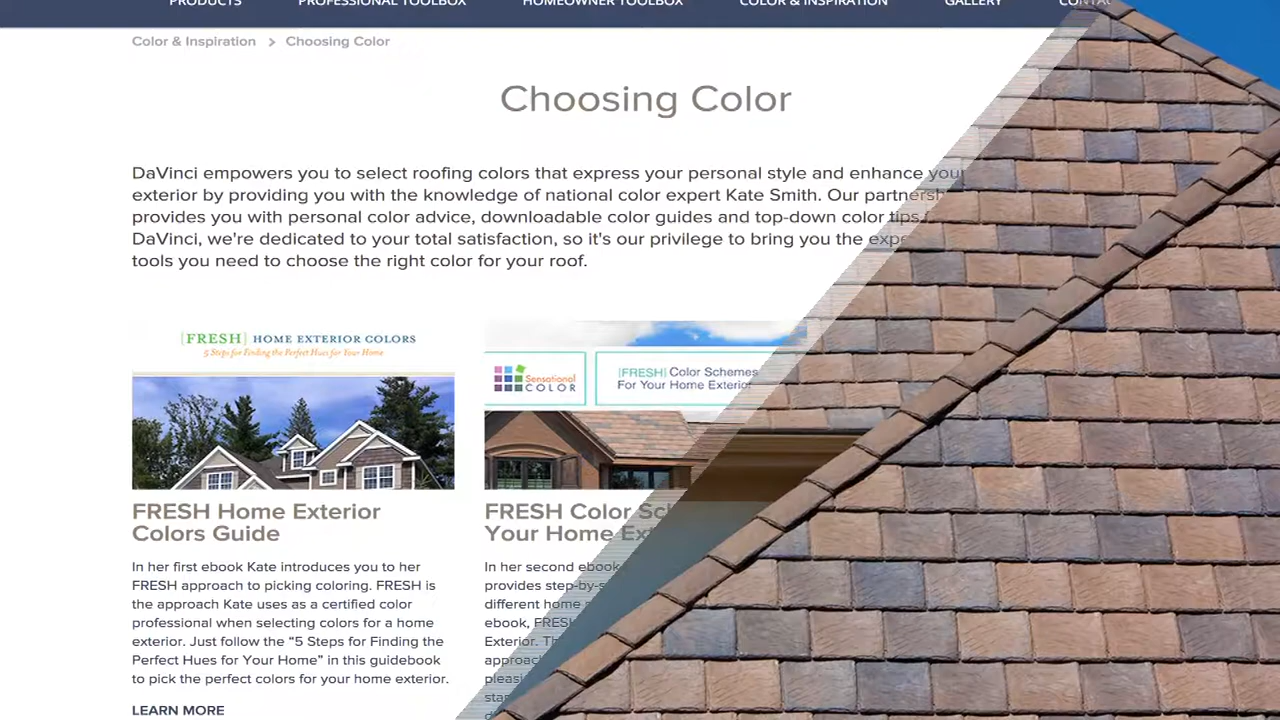 PRODUCTS PROFESSIONAL TOOLBOX HOMEOWNER TOOLBOX COLOR & INSPIRATION GALLERY
Color & Inspiration > Choosing Color
Choosing Color
DaVinci empowers you to select roofing colors that express your personal style and enhance your
exterior by providing you with the knowledge of national color expert Kate Smith. Our
provides you with personal color advice, downloadable color guides and top-down color tips
DaVinci, we're dedicated to your total satisfaction, so it's our privilege to bring you the
tools you need to choose the right color for your roof.
[FRESH] HOME EXTERIOR COLORS
5 Steps for Finding the Perfect Hues for Your Home
Sensational
COLOR
[FRESH] Color Schemes
For Your Home Exterior
FRESH Home Exterior
Colors Guide
In her first ebook Kate introduces you to her
FRESH approach to picking coloring. FRESH is
the approach Kate uses as a certified color
professional when selecting colors for a home
exterior. Just follow the “5 Steps for Finding the
Perfect Hues for Your Home” in this guidebook
to pick the perfect colors for your home exterior.
LEARN MORE
FRESH Color
Your Home
In her second ebook
provides
different home
ebook, FRESH
Exterior.